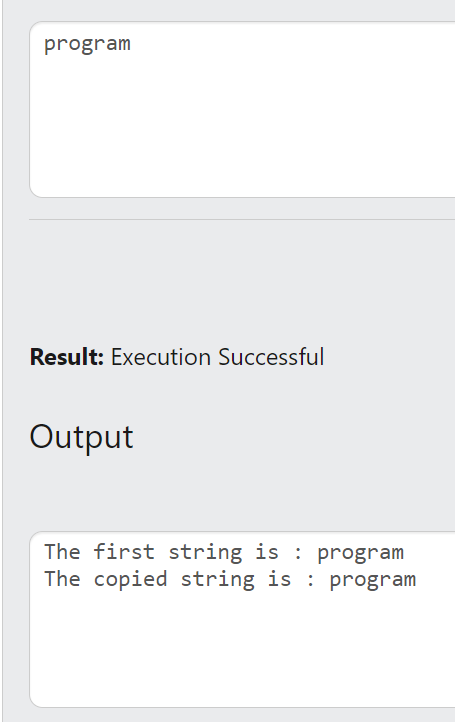 program
Result: Execution Successful
Output
The first string is : program
The copied string is : program